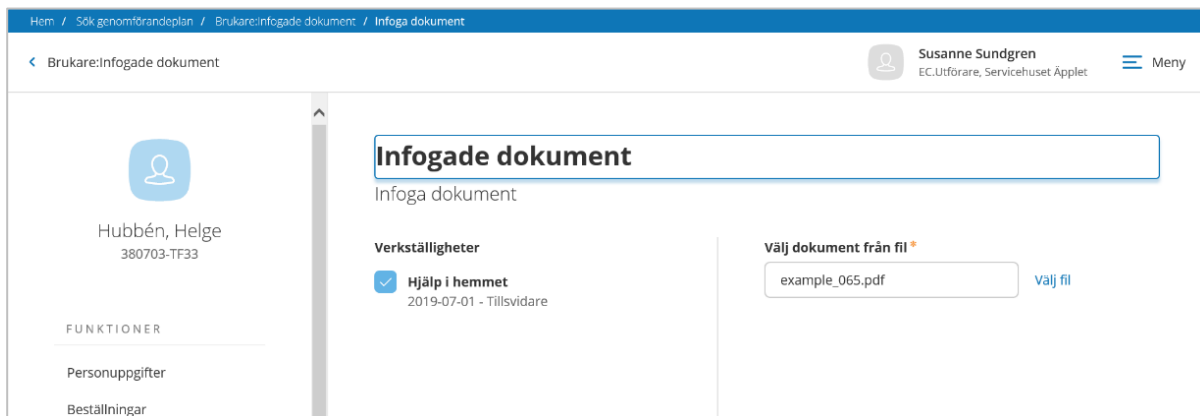 Hem / Sök genomförandeplan / Brukare:Infogade dokument / Infoga dokument
Brukare:Infogade dokument
Susanne Sundgren
EC.Utförare, Servicehuset Äpplet
Meny
Hubbén, Helge
380703-TF33
FUNKTIONER
Personuppgifter
Beställningar
Infogade dokument
Infoga dokument
Verkställigheter
Hjälp i hemmet
2019-07-01 - Tillsvidare
Välj dokument från fil *
example_065.pdf
Välj fil